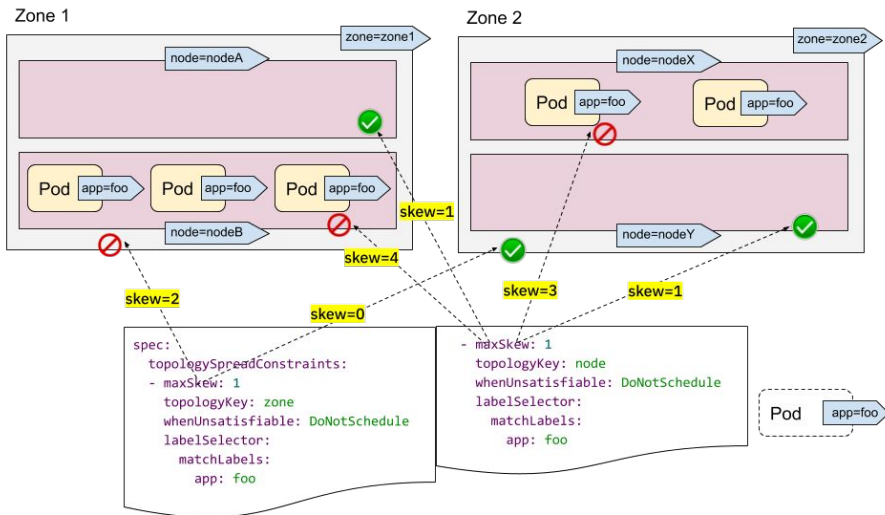 Zone 1
zone=zone1
node=nodeA
Pod
app=foo
Pod
app=foo
Pod
app=foo
node=nodeB
Zone 2
zone=zone2
node=nodeX
Pod
app=foo
Pod
app=foo
node=nodeY
skew=1
skew=4
skew=2
skew=0
skew=3
skew=1
spec:
topologySpreadConstraints:
- maxSkew: 1
topologyKey: zone
whenUnsatisfiable: DoNotSchedule
labelSelector:
matchLabels:
app: foo
- maxSkew: 1
topologyKey: node
whenUnsatisfiable: DoNotSchedule
labelSelector:
matchLabels:
app: foo
Pod
app=foo